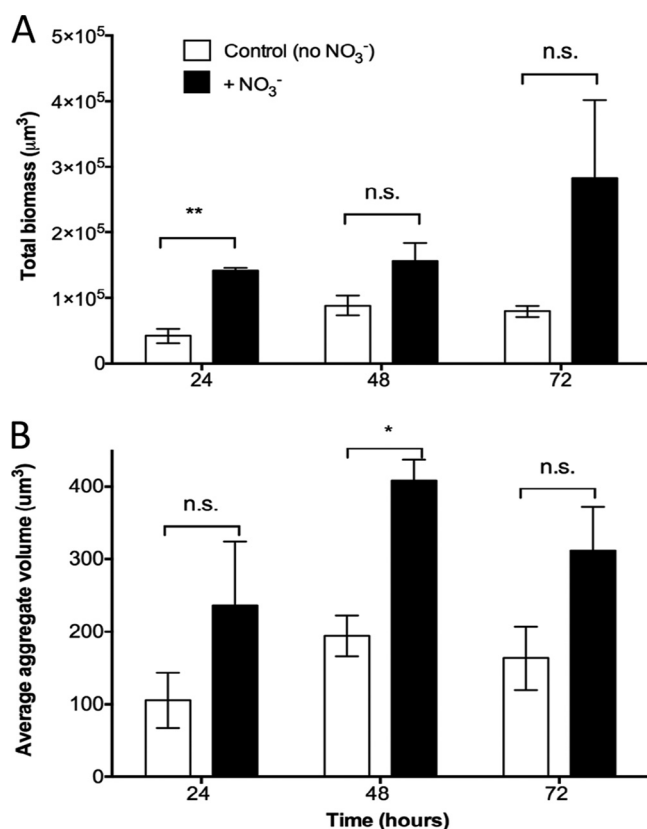 A
Total biomass (µm³)
5×10⁵
4×10⁵
3×10⁵
2×10⁵
1×10⁵
0
Control (no NO₃⁻)
+ NO₃⁻
**
n.s.
n.s.
24
48
72
B
Average aggregate volume (um³)
400
300
200
100
0
n.s.
*
n.s.
24
48
72
Time (hours)